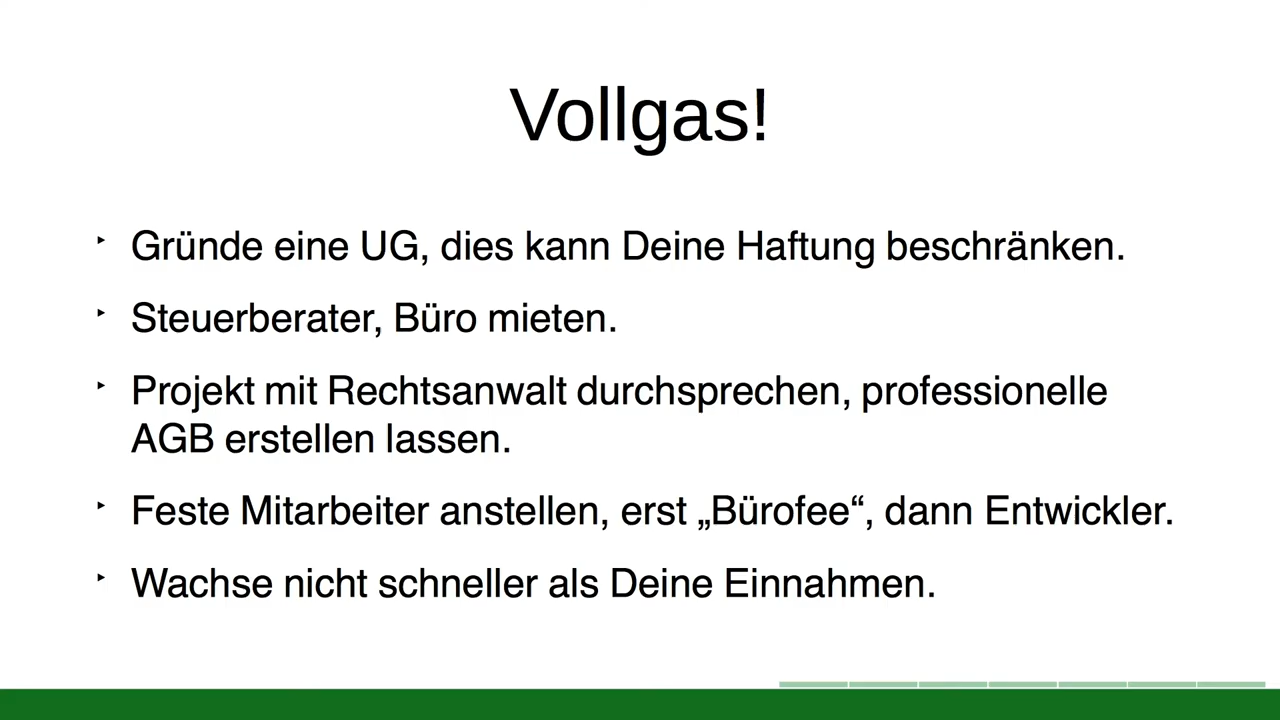 Vollgas!
‣ Gründe eine UG, dies kann Deine Haftung beschränken.
‣ Steuerberater, Büro mieten.
‣ Projekt mit Rechtsanwalt durchsprechen, professionelle
AGB erstellen lassen.
‣ Feste Mitarbeiter anstellen, erst „Bürofee“, dann Entwickler.
‣ Wachse nicht schneller als Deine Einnahmen.